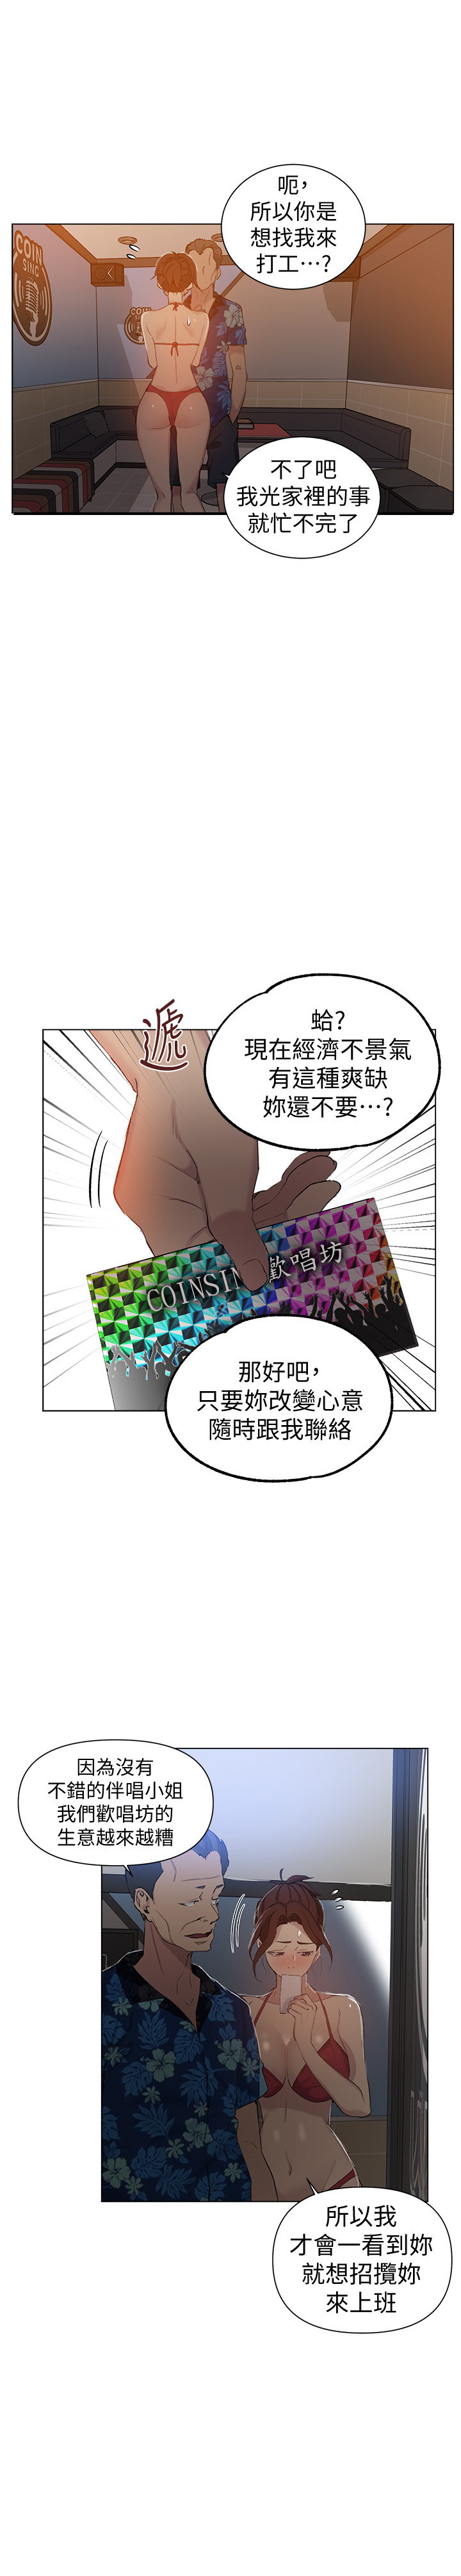 呃，
所以你是
想找我來
打工…?
COIN
SING
COIN
SINC
不了吧
我光家裡的事
就忙不完了
遞
蛤?
現在經濟不景氣
有這種爽缺
妳還不要…?
COINSIN 歡唱坊
那好吧，
只要妳改變心意
隨時跟我聯絡
因為沒有
不錯的伴唱小姐
我們歡唱坊的
生意越來越糟
所以我
才會一看到妳
就想招攬妳
來上班